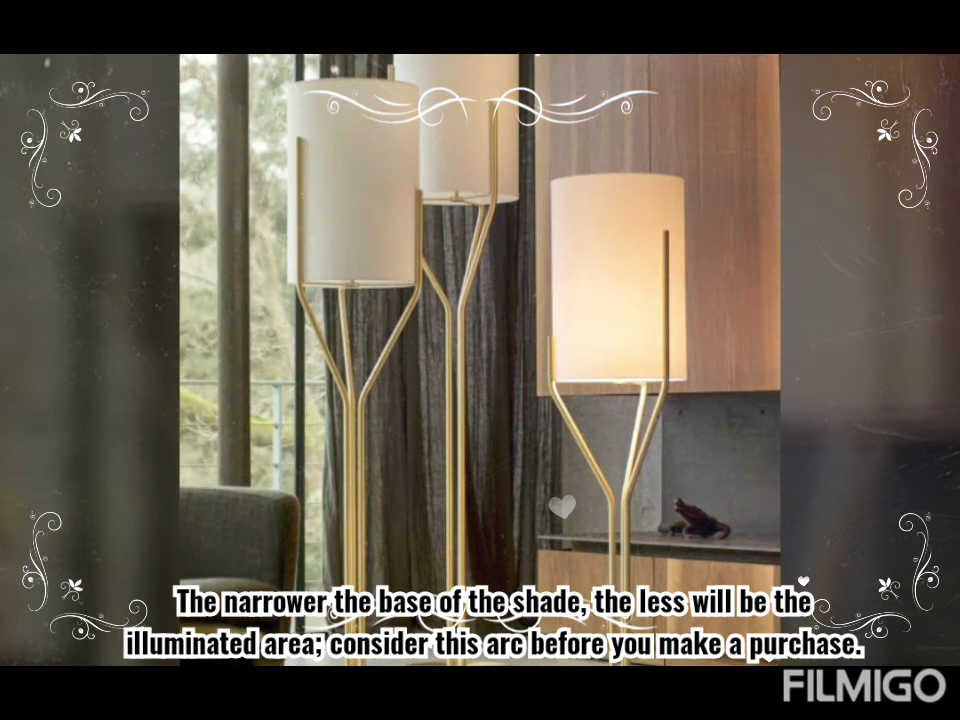 The narrower the base of the shade, the less will be the
illuminated area; consider this arc before you make a purchase.
FILMIGO